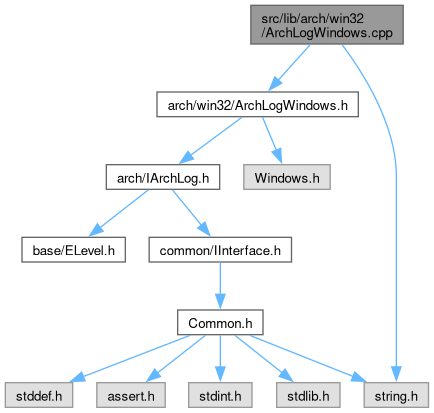 src/lib/arch/win32
/ArchLogWindows.cpp
arch/win32/ArchLogWindows.h
arch/IArchLog.h
Windows.h
base/ELevel.h
common/IInterface.h
Common.h
stddef.h
assert.h
stdint.h
stdlib.h
string.h